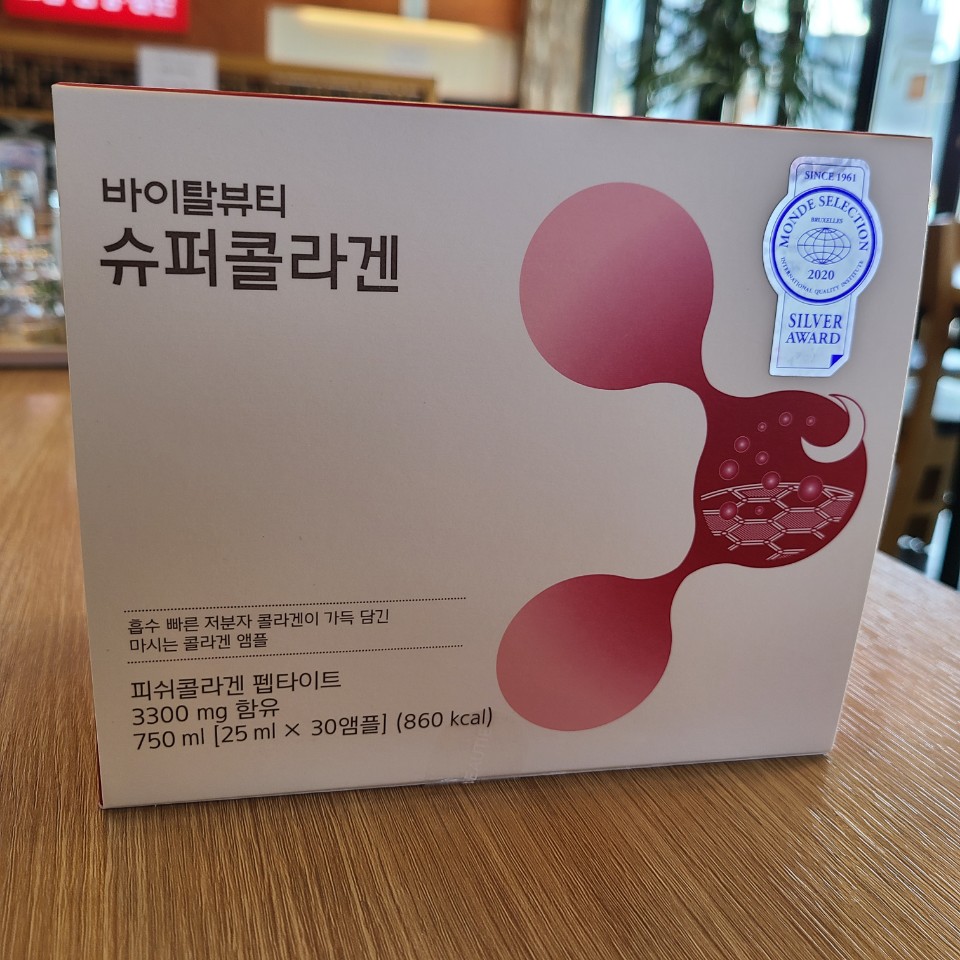 바이탈뷰티
슈퍼콜라겐
SINCE 1961
MONDE SELECTION
BRUXELLES
2020
INTERNATIONAL QUALITY INSTITUTE
SILVER
AWARD
흡수 빠른 저분자 콜라겐이 가득 담긴
마시는 콜라겐 앰플
피쉬콜라겐 펩타이트
3300 mg 함유
750 ml [25 ml × 30앰플] (860 kcal)